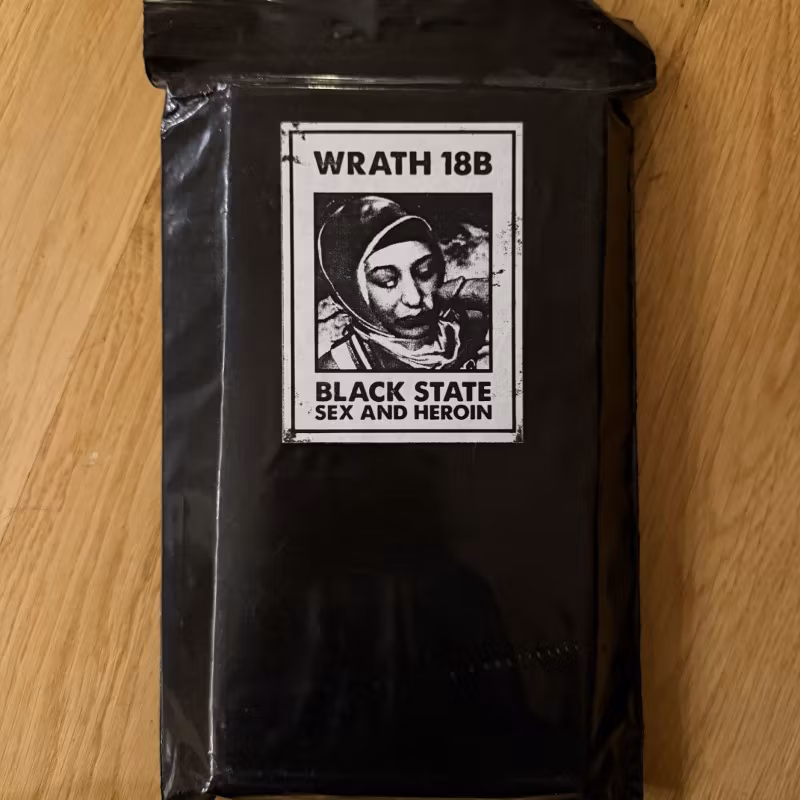 WRATH 18B
BLACK STATE
SEX AND HEROIN